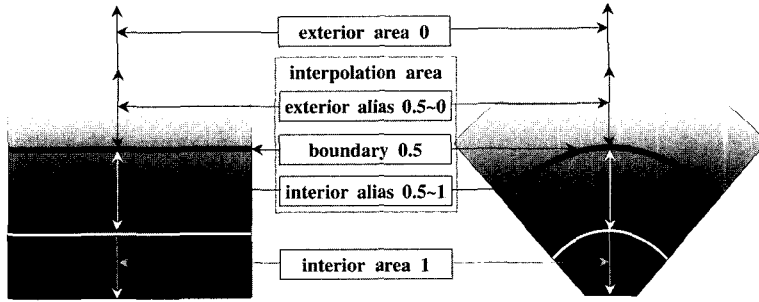 exterior area 0
interpolation area
exterior alias 0.5~0
boundary 0.5
interior alias 0.5~1
interior area 1